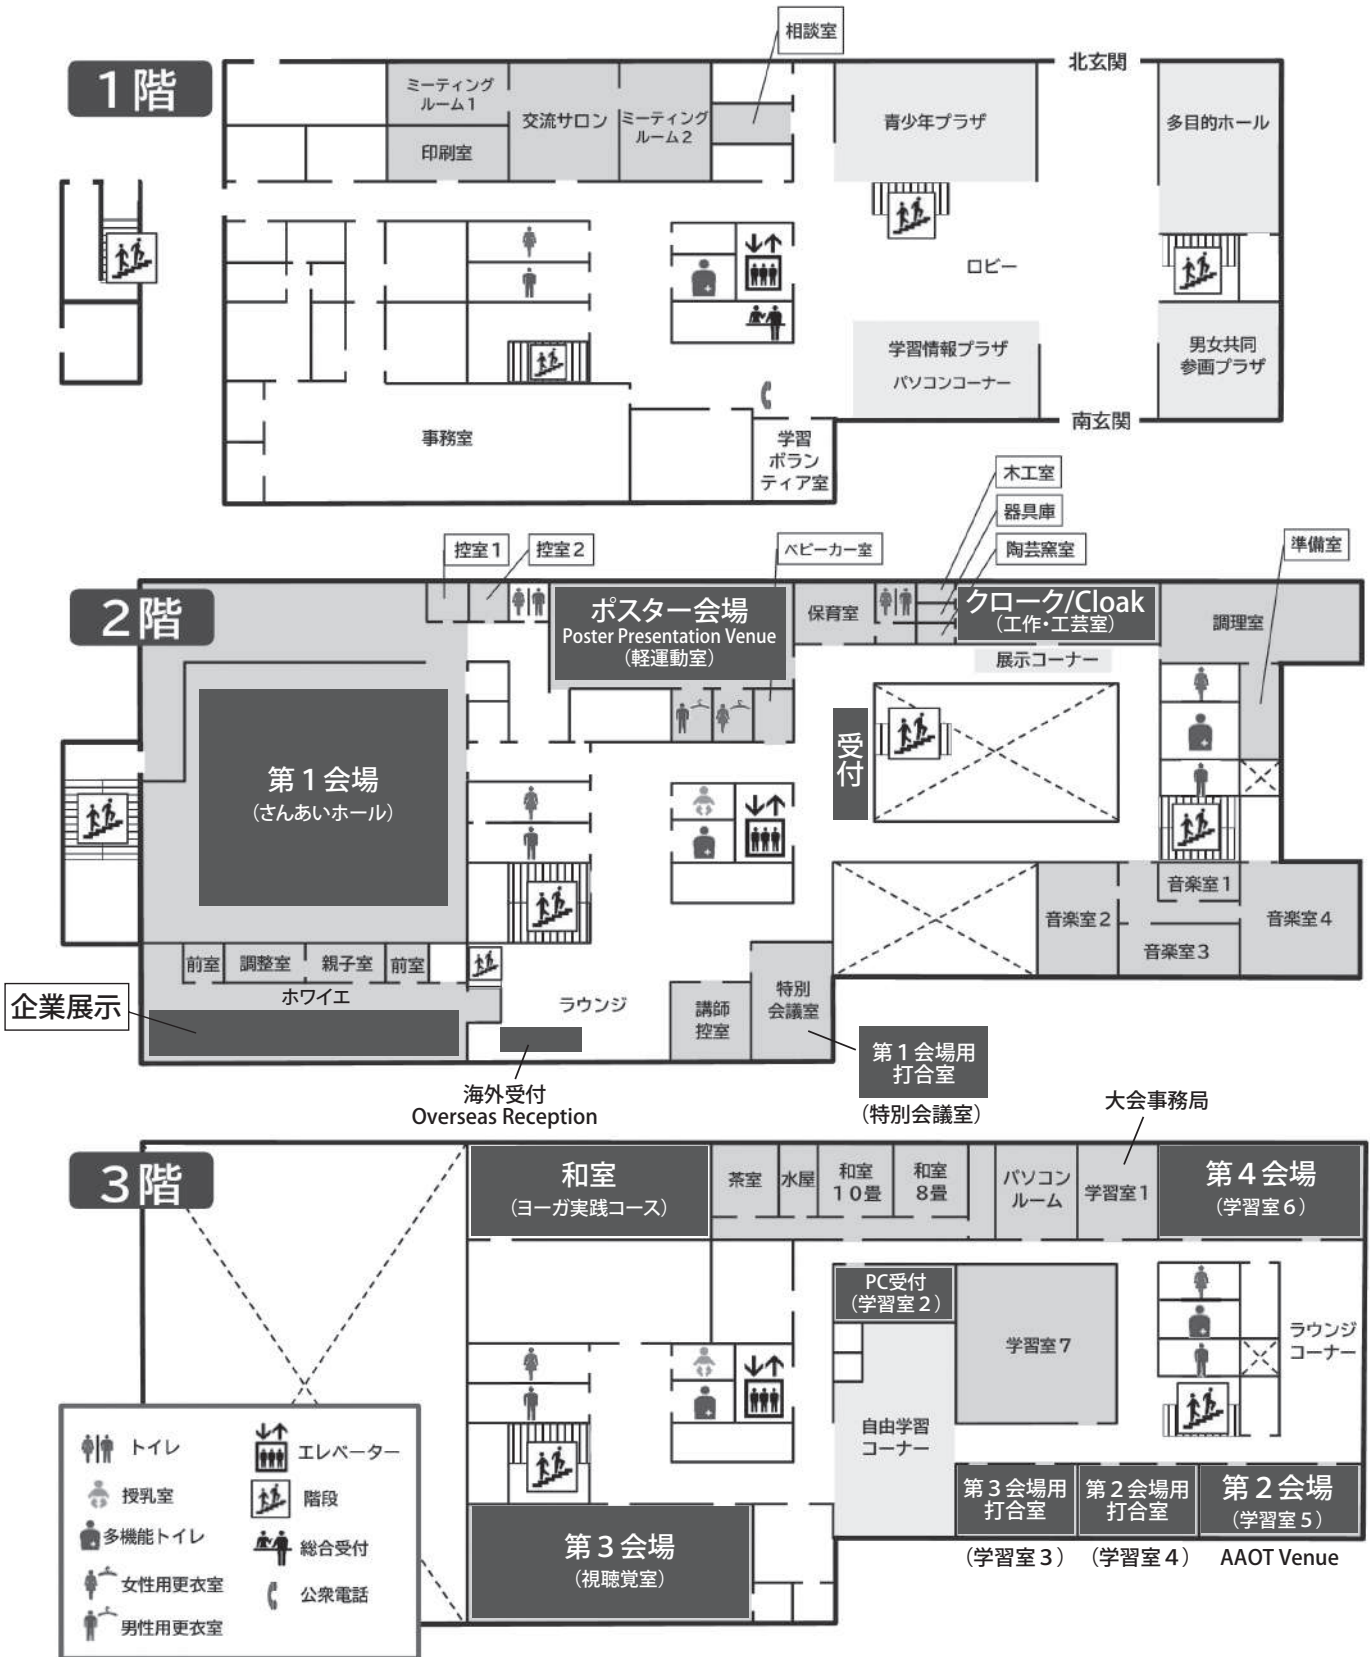 1階
相談室
北玄関
ミーティング
ルーム1
交流サロン
ミーティング
ルーム2
印刷室
青少年プラザ
多目的ホール
ロビー
学習情報プラザ
パソコンコーナー
男女共同
参画プラザ
南玄関
事務室
学習
ボラン
ティア室
2階
控室1
控室2
ベビーカー室
木工室
器具庫
陶芸窯室
準備室
ポスター会場
Poster Presentation Venue
（軽運動室）
保育室
クローク/Cloak
（工作・工芸室）
展示コーナー
調理室
受付
第1会場
（さんあいホール）
音楽室1
音楽室2
音楽室3
音楽室4
前室
調整室
親子室
前室
ホワイエ
企業展示
ラウンジ
講師
控室
特別
会議室
第1会場用
打合室
（特別会議室）
海外受付
Overseas Reception
3階
大会事務局
和室
（ヨーガ実践コース）
茶室
水屋
和室
10畳
和室
8畳
パソコン
ルーム
学習室1
第4会場
（学習室6）
PC受付
（学習室2）
学習室7
ラウンジ
コーナー
自由学習
コーナー
第3会場
（視聴覚室）
第3会場用
打合室
（学習室3）
第2会場用
打合室
（学習室4）
第2会場
（学習室5）
AAOT Venue
トイレ
エレベーター
授乳室
階段
多機能トイレ
総合受付
女性用更衣室
公衆電話
男性用更衣室